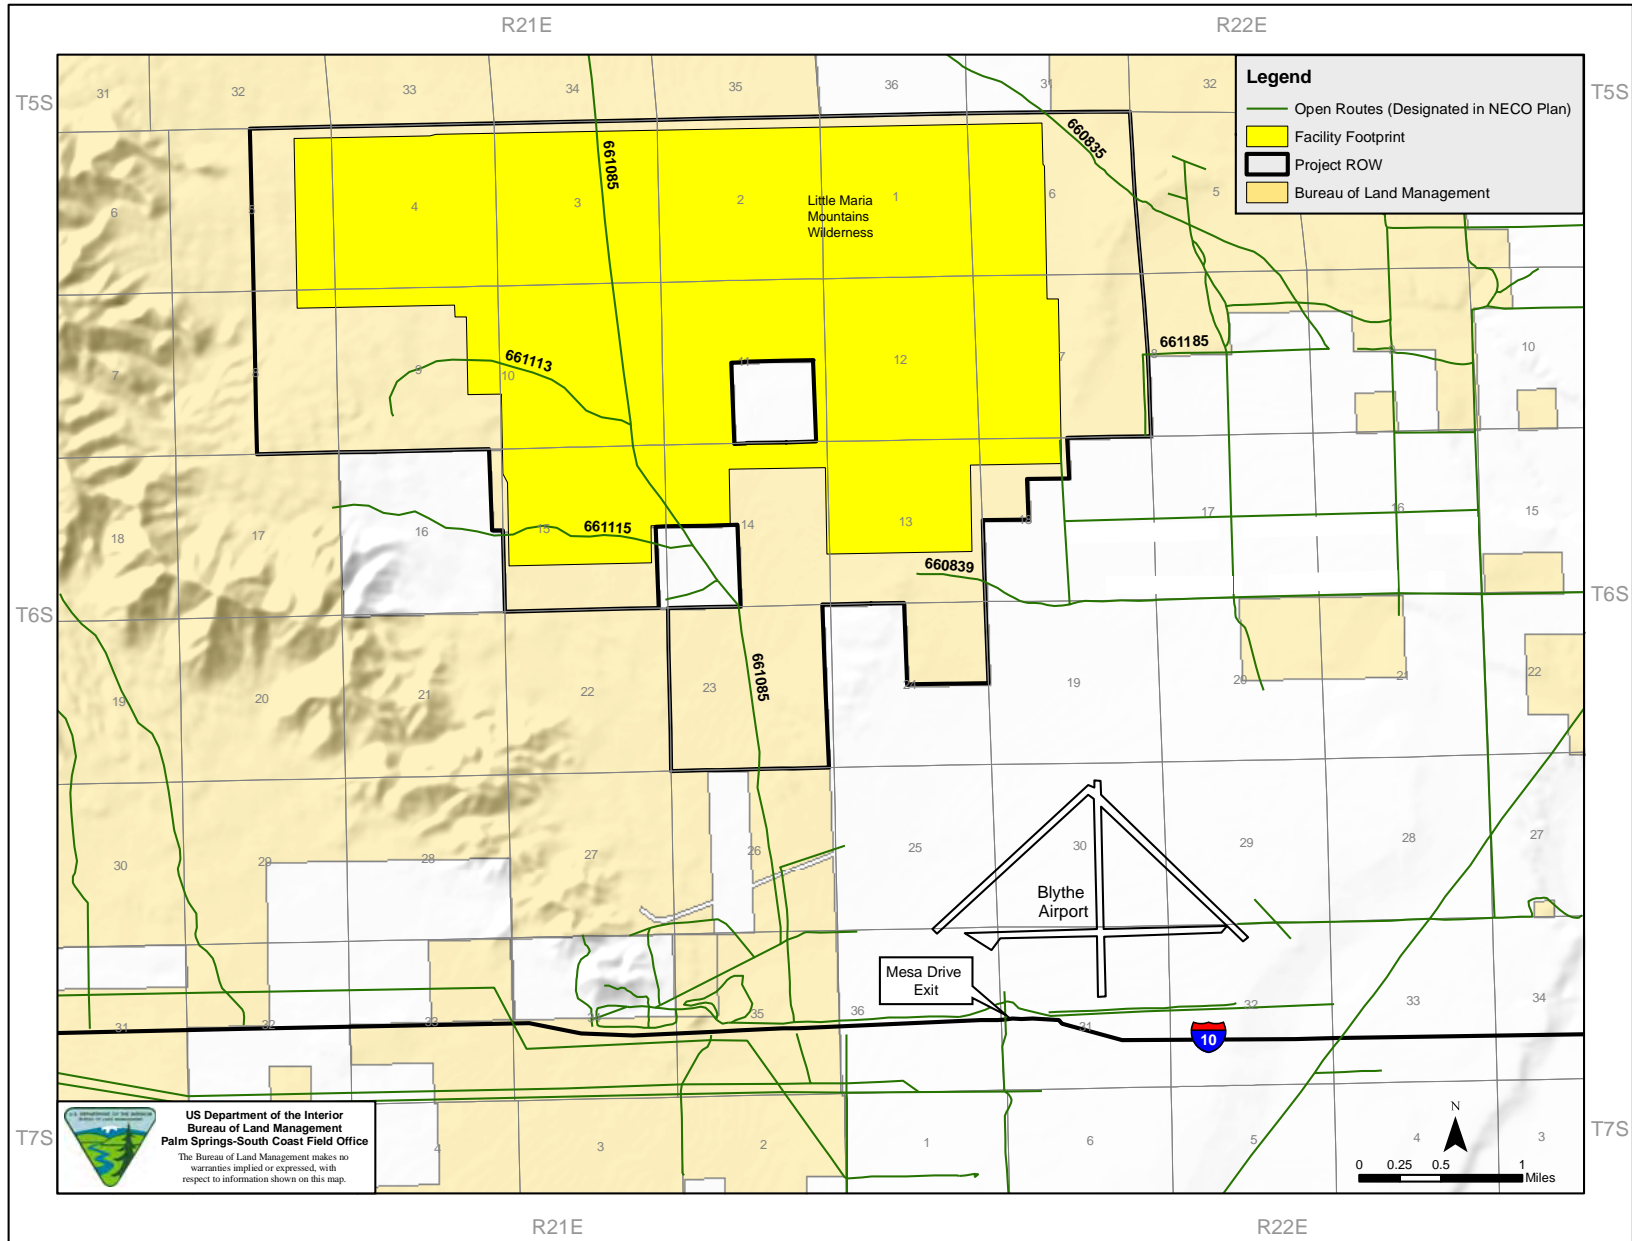 R21E
R22E
T5S
T5S
31
32
33
34
35
36
31
32
Legend
Open Routes (Designated in NECO Plan)
Facility Footprint
Project ROW
Bureau of Land Management
660835
661085
6
5
4
3
2
1
6
5
Little Maria
Mountains
Wilderness
661185
661113
7
8
9
10
11
12
7
8
9
10
661115
18
17
16
15
14
13
18
17
16
15
660839
T6S
T6S
661085
19
20
21
22
23
24
19
20
21
22
30
29
28
27
26
25
30
29
28
27
Blythe
Airport
Mesa Drive
Exit
31
32
33
34
35
36
31
32
33
34
10
US Department of the Interior
Bureau of Land Management
Palm Springs-South Coast Field Office
The Bureau of Land Management makes no
warranties implied or expressed, with
respect to information shown on this map.
T7S
T7S
4
3
2
1
6
5
4
3
N
0 0.25 0.5 1
Miles
R21E
R22E